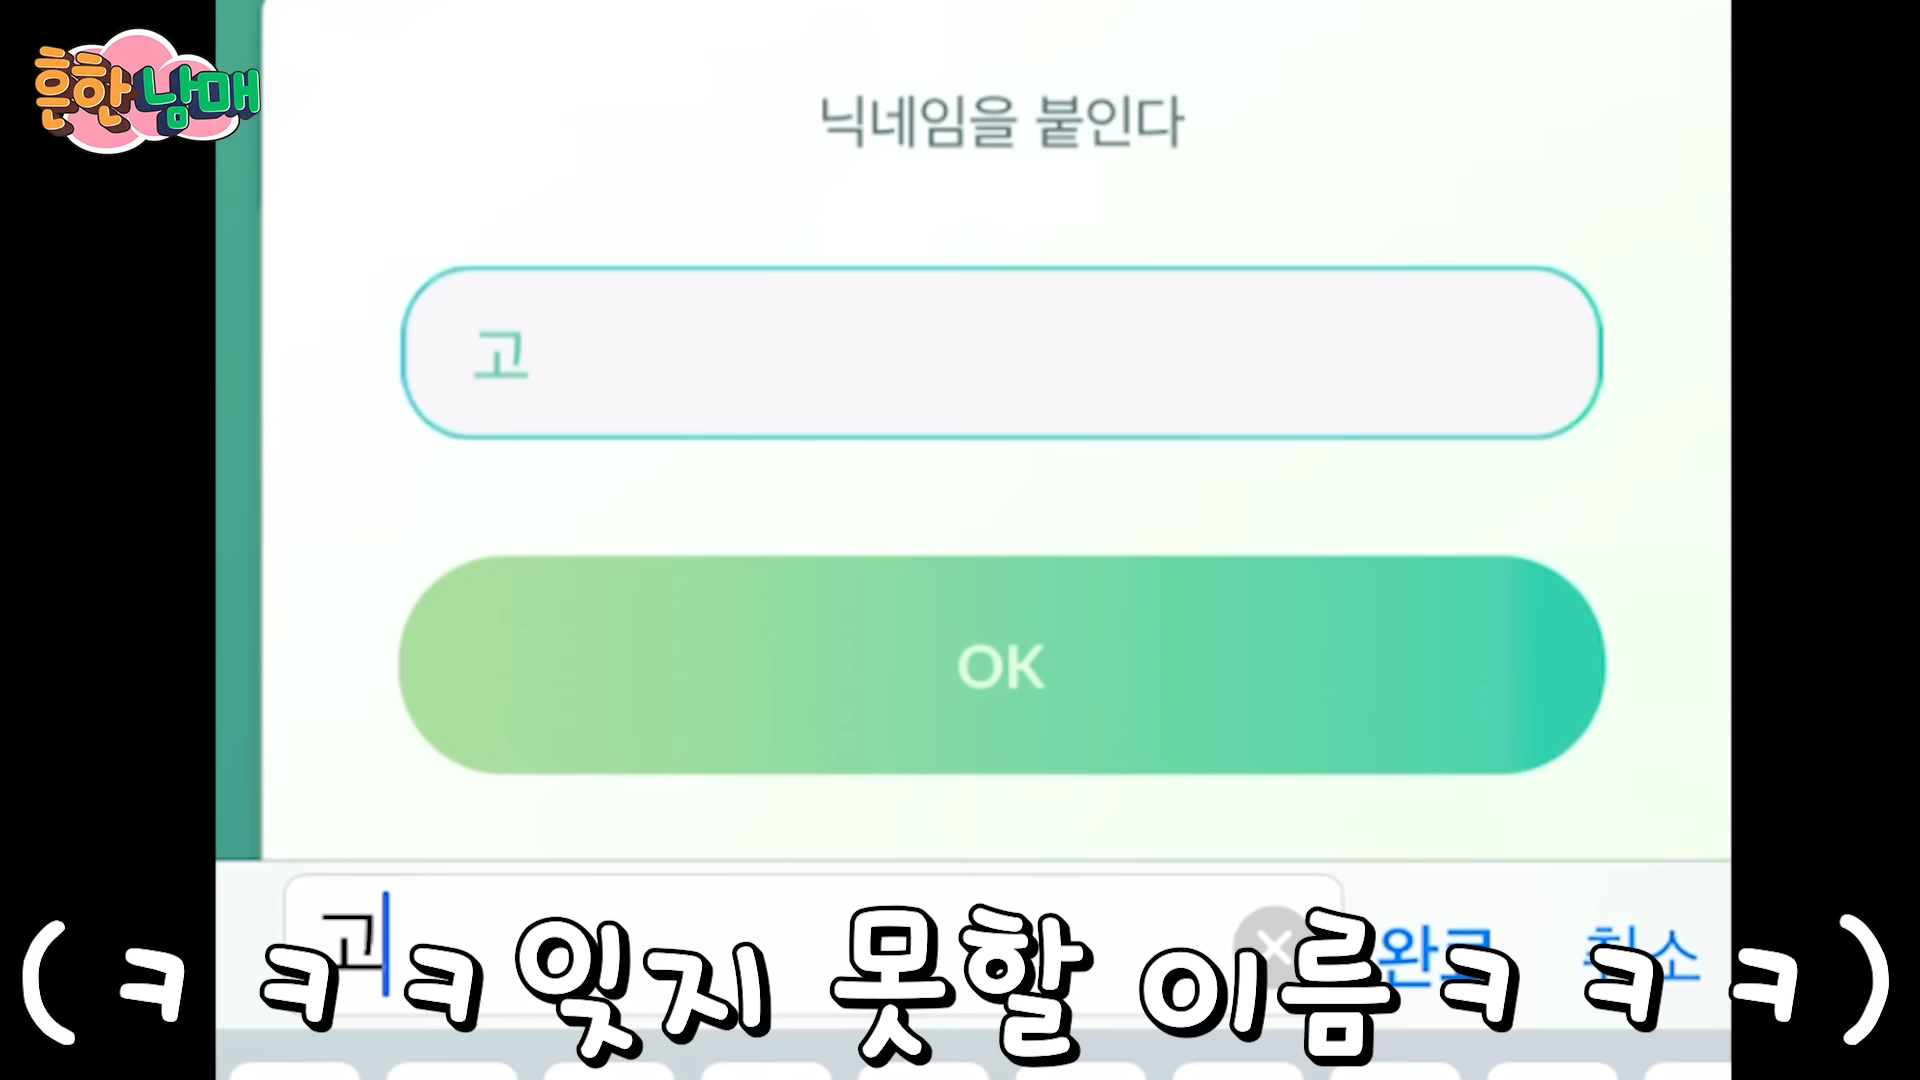 흔한남매
닉네임을 붙인다
고
OK
고 완료 취소
(ㅋㅋㅋ잊지 못할 이름ㅋㅋㅋ)